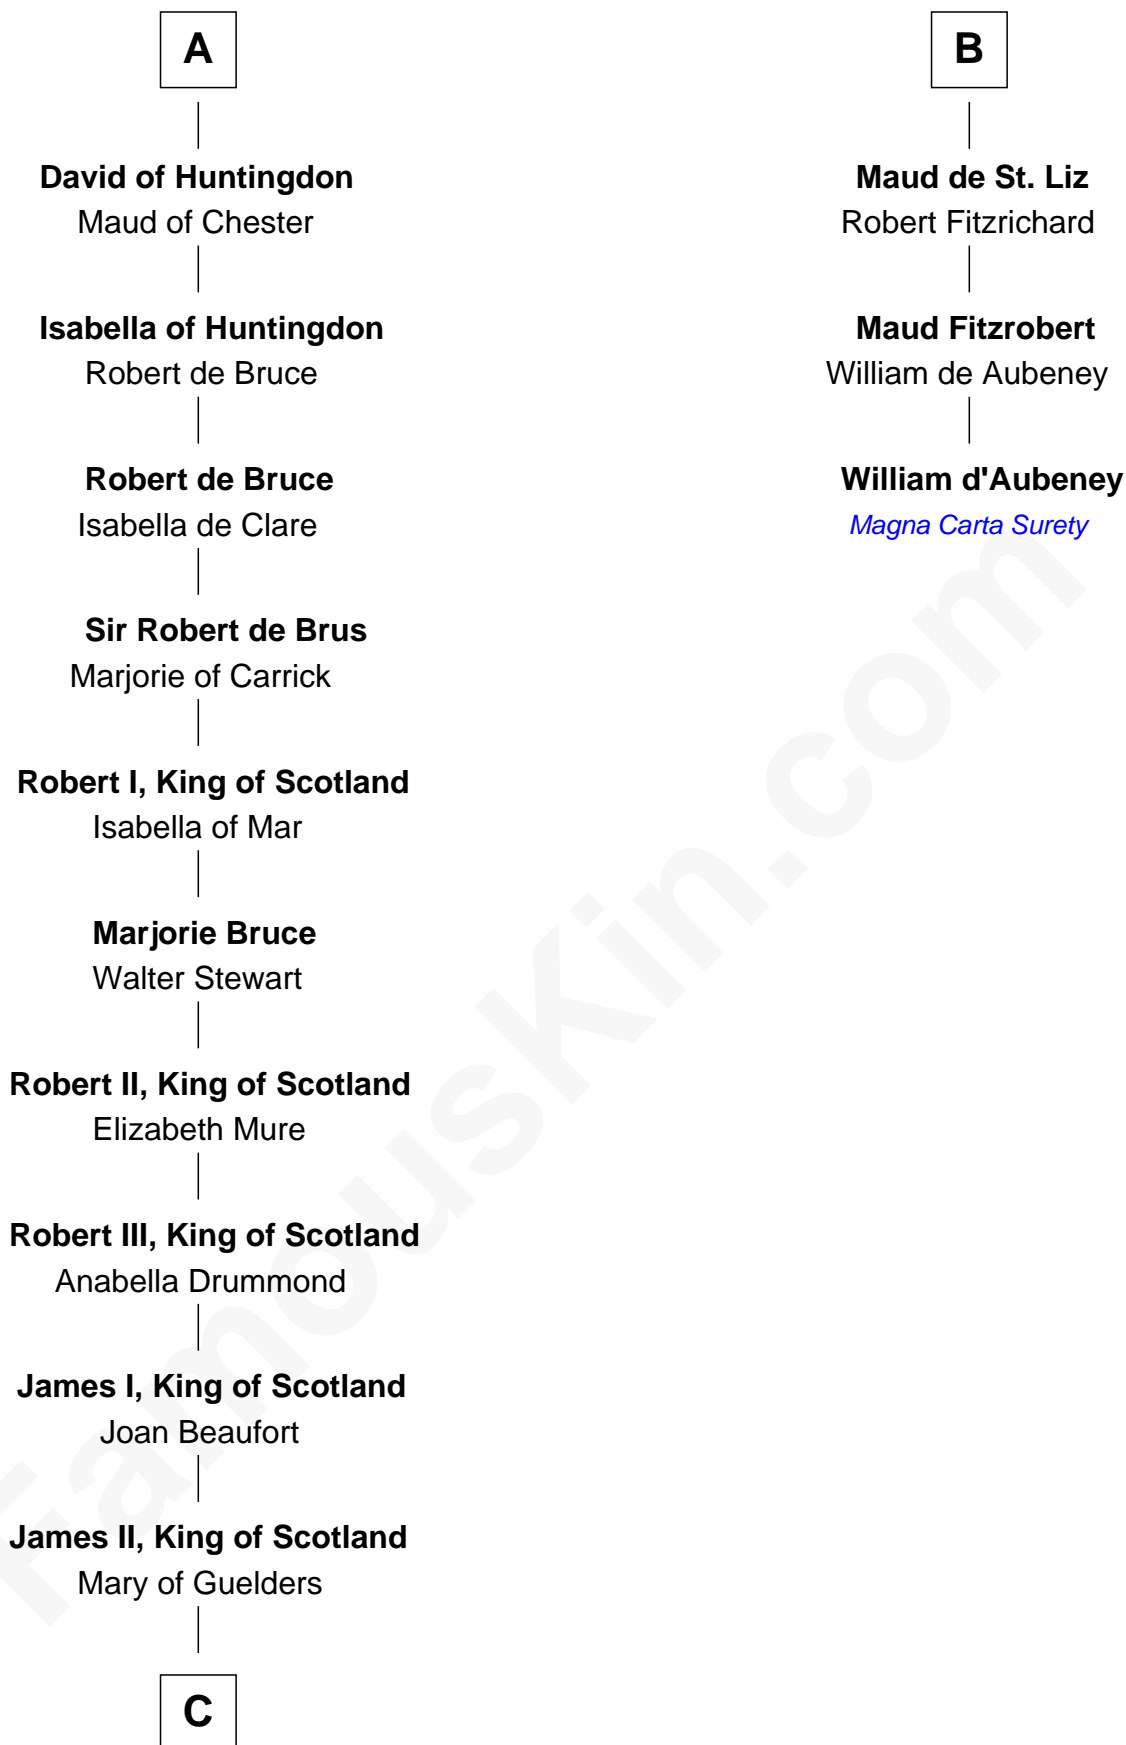 A
David of Huntingdon
Maud of Chester
Isabella of Huntingdon
Robert de Bruce
Robert de Bruce
Isabella de Clare
Sir Robert de Brus
Marjorie of Carrick
Robert I, King of Scotland
Isabella of Mar
Marjorie Bruce
Walter Stewart
Robert II, King of Scotland
Elizabeth Mure
Robert III, King of Scotland
Anabella Drummond
James I, King of Scotland
Joan Beaufort
James II, King of Scotland
Mary of Guelders
C
B
Maud de St. Liz
Robert Fitzrichard
Maud Fitzrobert
William de Aubeney
William d'Aubeney
Magna Carta Surety
FamousKin.com